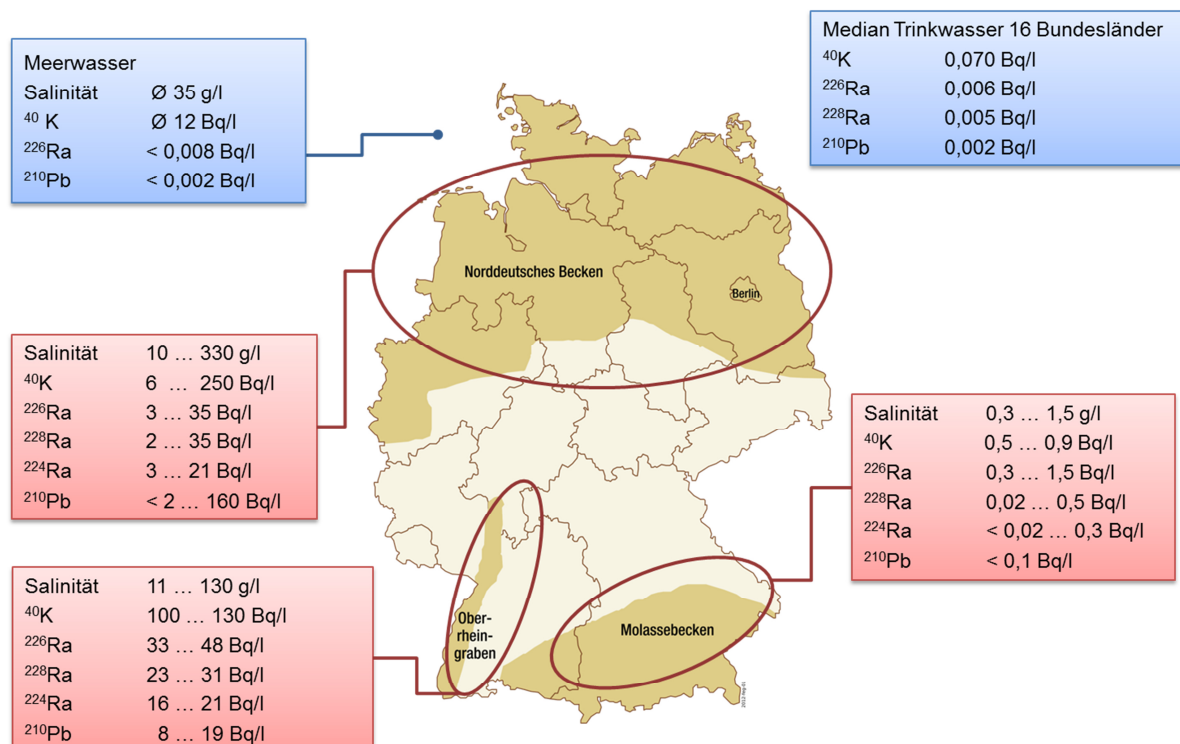 Meerwasser
Salinität Ø 35 g/l
⁴⁰ K Ø 12 Bq/l
²²⁶Ra < 0,008 Bq/l
²¹⁰Pb < 0,002 Bq/l
Median Trinkwasser 16 Bundesländer
⁴⁰K 0,070 Bq/l
²²⁶Ra 0,006 Bq/l
²²⁸Ra 0,005 Bq/l
²¹⁰Pb 0,002 Bq/l
Norddeutsches Becken
Berlin
Salinität 10 … 330 g/l
⁴⁰K 6 … 250 Bq/l
²²⁶Ra 3 … 35 Bq/l
²²⁸Ra 2 … 35 Bq/l
²²⁴Ra 3 … 21 Bq/l
²¹⁰Pb < 2 … 160 Bq/l
Salinität 0,3 … 1,5 g/l
⁴⁰K 0,5 … 0,9 Bq/l
²²⁶Ra 0,3 … 1,5 Bq/l
²²⁸Ra 0,02 … 0,5 Bq/l
²²⁴Ra < 0,02 … 0,3 Bq/l
²¹⁰Pb < 0,1 Bq/l
Salinität 11 … 130 g/l
⁴⁰K 100 … 130 Bq/l
²²⁶Ra 33 … 48 Bq/l
²²⁸Ra 23 … 31 Bq/l
²²⁴Ra 16 … 21 Bq/l
²¹⁰Pb 8 … 19 Bq/l
Ober-
rhein-
graben
Molassebecken